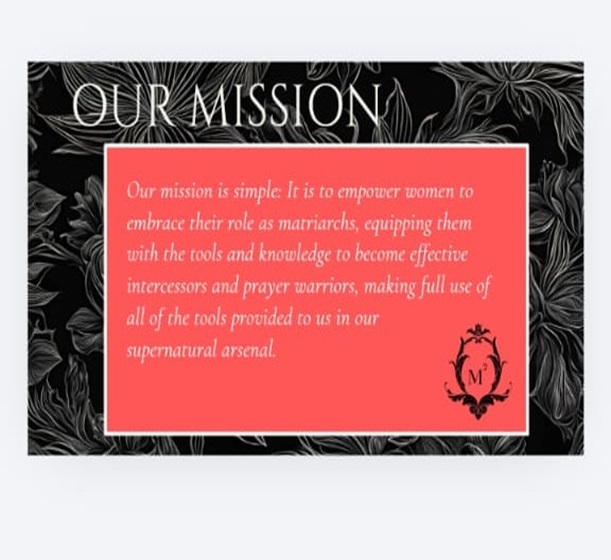 OUR MISSION
Our mission is simple: It is to empower women to
embrace their role as matriarchs, equipping them
with the tools and knowledge to become effective
intercessors and prayer warriors, making full use of
all of the tools provided to us in our
supernatural arsenal.
M²